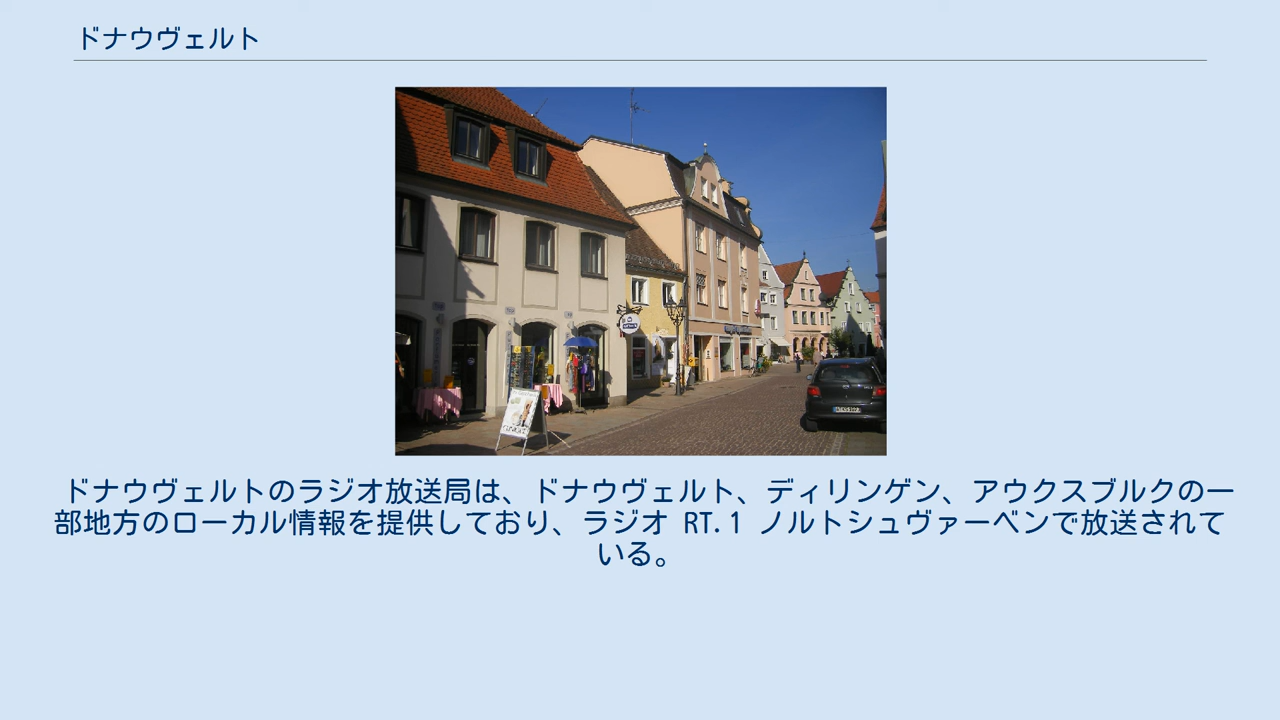 ドナウヴェルト
ドナウヴェルトのラジオ放送局は、ドナウヴェルト、ディリンゲン、アウクスブルクの一
部地方のローカル情報を提供しており、ラジオ RT.1 ノルトシュヴァーベンで放送されて
いる。